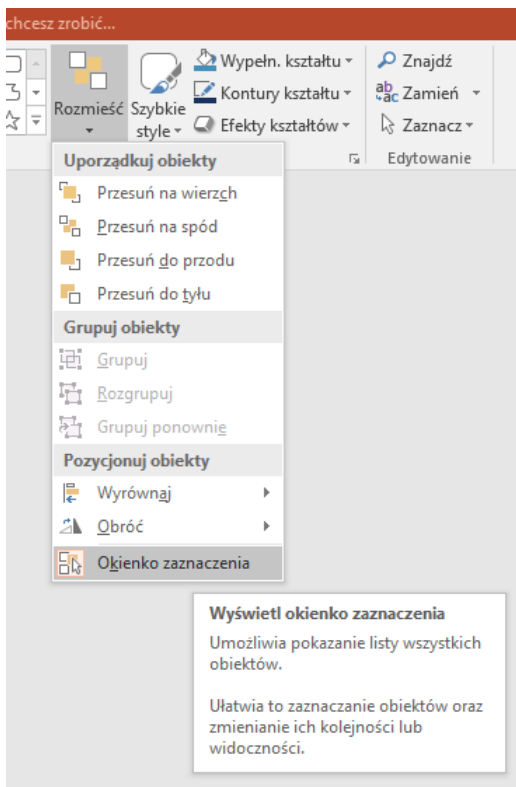 chcesz zrobić...
Rozmieść
Szybkie
style
Wypełn. kształtu
Kontury kształtu
Efekty kształtów
Znajdź
Zamień
Zaznacz
Edytowanie
Uporządkuj obiekty
Przesuń na wierzch
Przesuń na spód
Przesuń do przodu
Przesuń do tyłu
Grupuj obiekty
Grupuj
Rozgrupuj
Grupuj ponownie
Pozycjonuj obiekty
Wyrównaj
Obróć
Okienko zaznaczenia
Wyświetl okienko zaznaczenia
Umożliwia pokazanie listy wszystkich
obiektów.
Ułatwia to zaznaczanie obiektów oraz
zmienianie ich kolejności lub
widoczności.